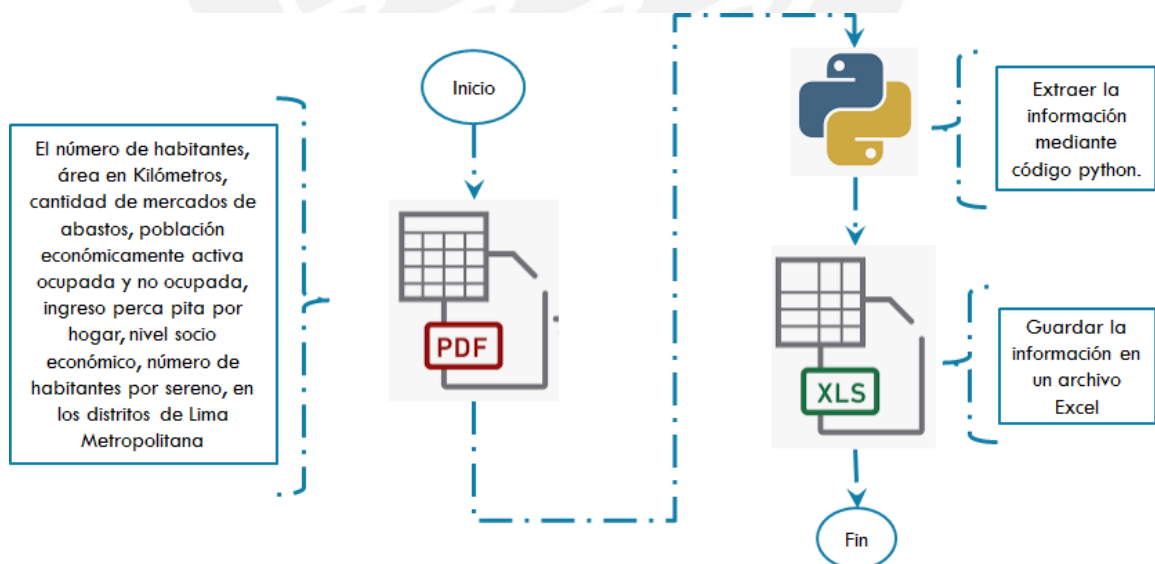 Inicio
El número de habitantes,
área en Kilómetros,
cantidad de mercados de
abastos, población
económicamente activa
ocupada y no ocupada,
ingreso perca pita por
hogar, nivel socio
económico, número de
habitantes por sereno, en
los distritos de Lima
Metropolitana
PDF
Extraer la
información
mediante
código python.
XLS
Guardar la
información en
un archivo
Excel
Fin